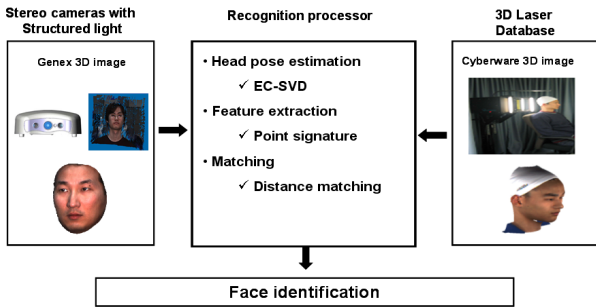 Stereo cameras with
Structured light
Genex 3D image
Recognition processor
• Head pose estimation
✓ EC-SVD
• Feature extraction
✓ Point signature
• Matching
✓ Distance matching
3D Laser
Database
Cyberware 3D image
Face identification